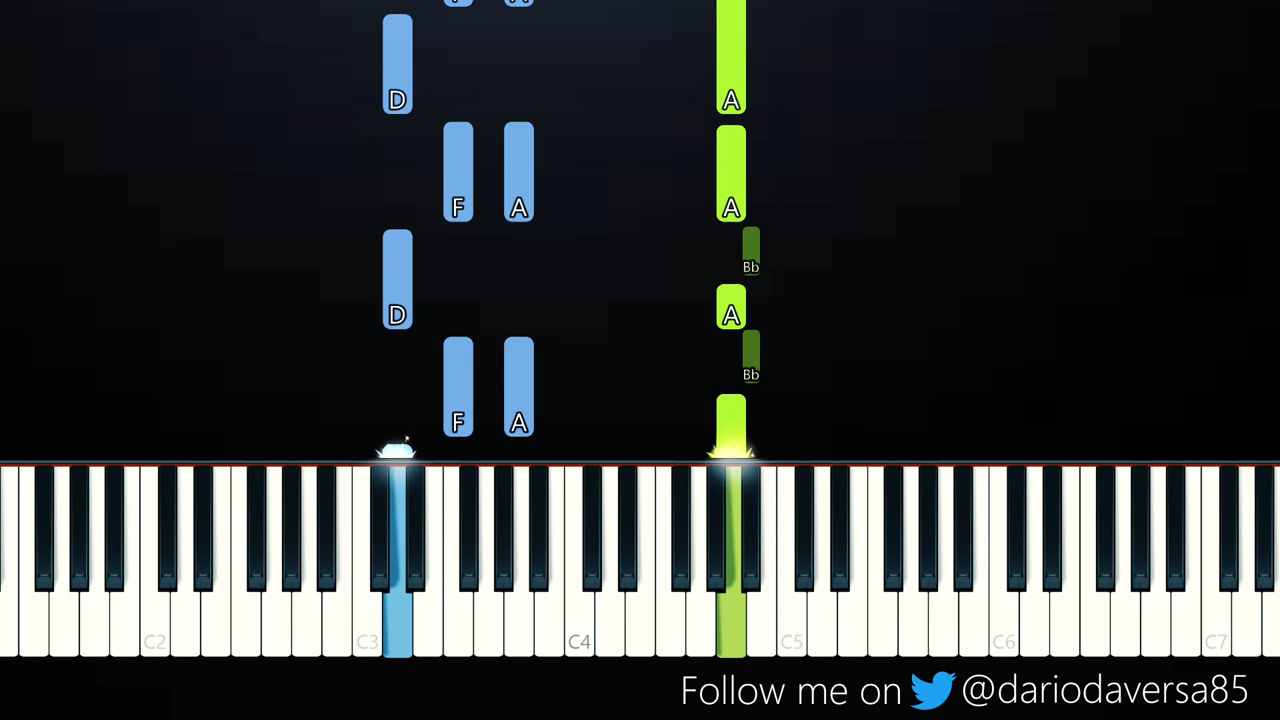 D A
F A A
Bb
D A
Bb
F A
C2 C3 C4 C5 C6 C7
Follow me on @dariodaversa85